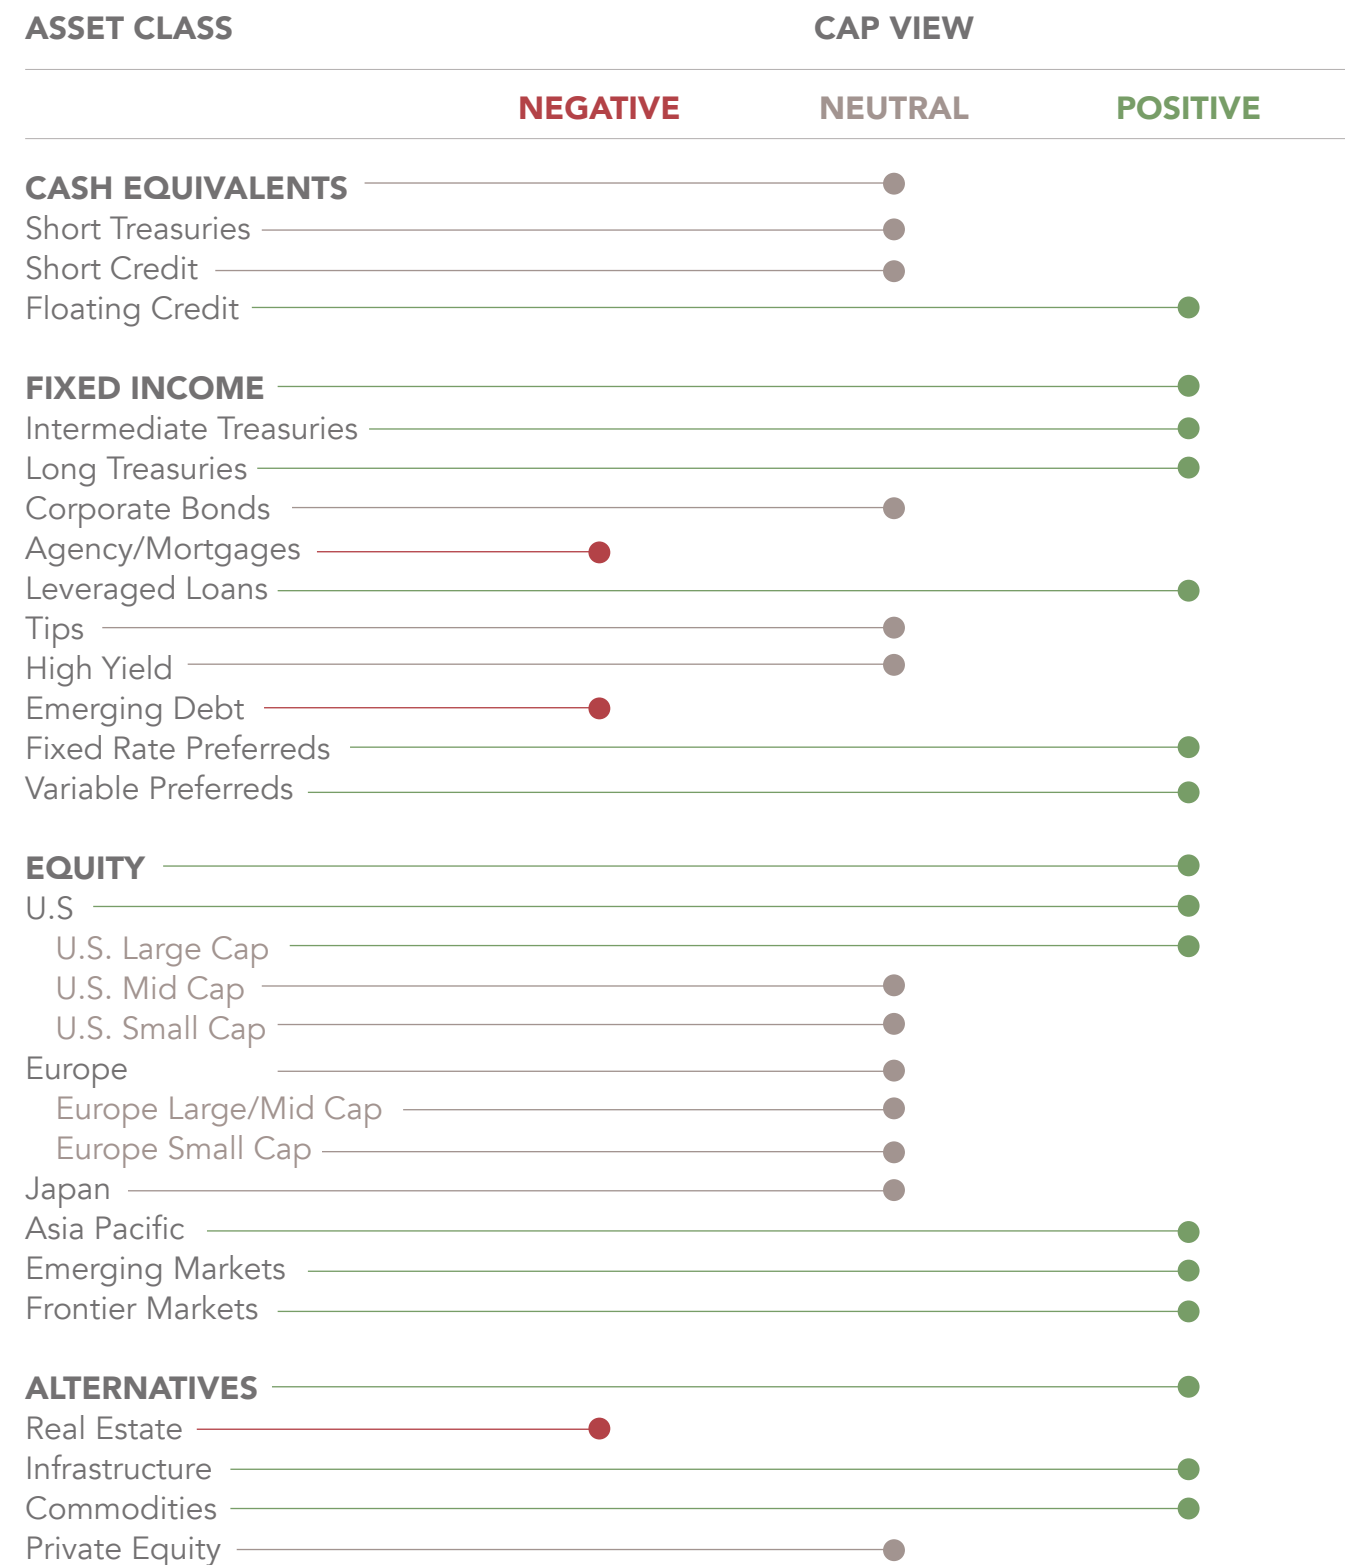 ASSET CLASS CAP VIEW
NEGATIVE NEUTRAL POSITIVE
CASH EQUIVALENTS
Short Treasuries
Short Credit
Floating Credit
FIXED INCOME
Intermediate Treasuries
Long Treasuries
Corporate Bonds
Agency/Mortgages
Leveraged Loans
Tips
High Yield
Emerging Debt
Fixed Rate Preferreds
Variable Preferreds
EQUITY
U.S
U.S. Large Cap
U.S. Mid Cap
U.S. Small Cap
Europe
Europe Large/Mid Cap
Europe Small Cap
Japan
Asia Pacific
Emerging Markets
Frontier Markets
ALTERNATIVES
Real Estate
Infrastructure
Commodities
Private Equity